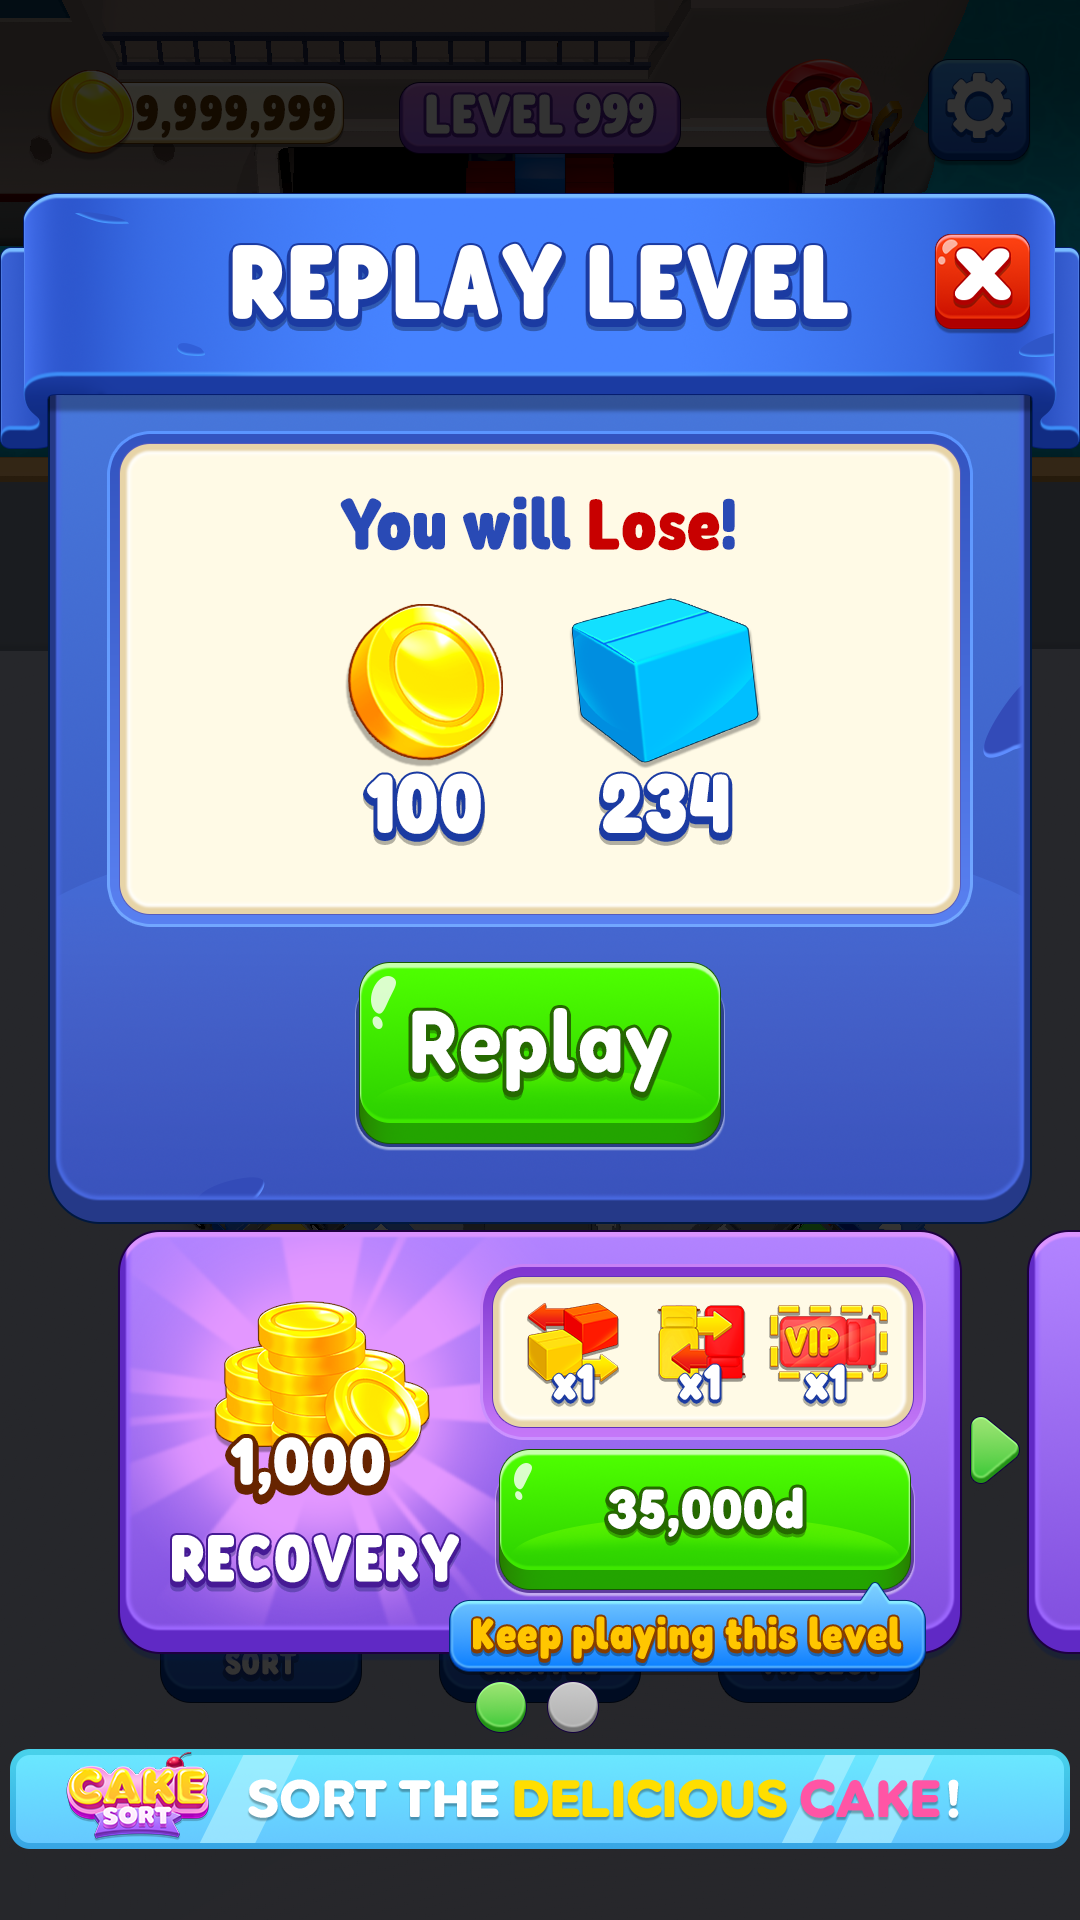 9,999,999
LEVEL 999
ADS
REPLAY LEVEL
You will Lose!
100
234
Replay
VIP
x1
x1
x1
1,000
RECOVERY
35,000d
Keep playing this level
SORT
CAKE
SORT
SORT THE DELICIOUS CAKE!